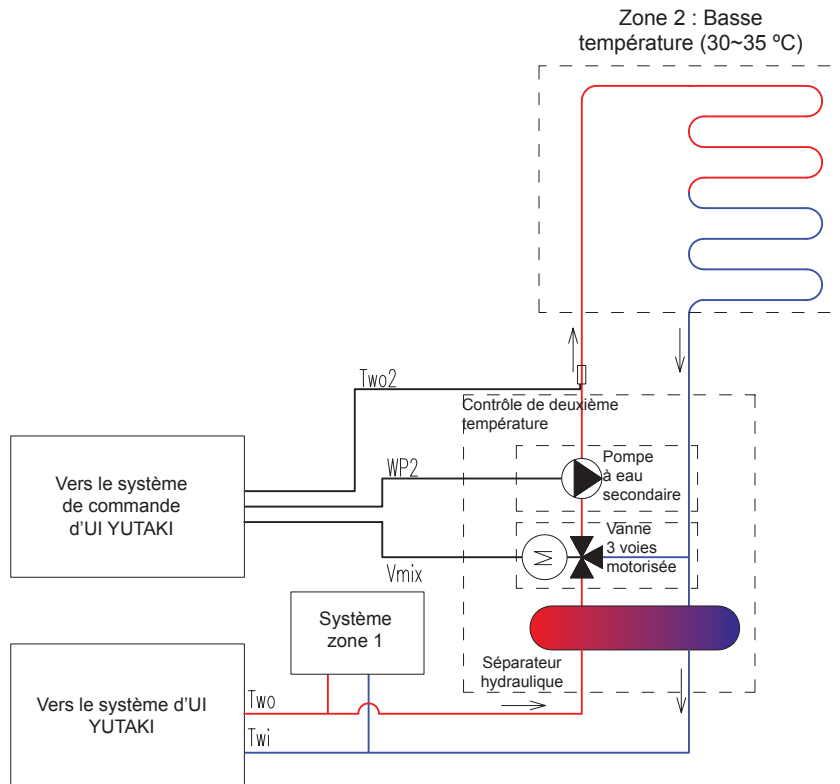 Zone 2 : Basse
température (30~35 ºC)
Two2
Contrôle de deuxième
température
Pompe
à eau
secondaire
WP2
Vers le système
de commande
d'UI YUTAKI
Vanne
3 voies
motorisée
M
Vmix
Système
zone 1
Séparateur
hydraulique
Vers le système d'UI
YUTAKI
Two
Twi